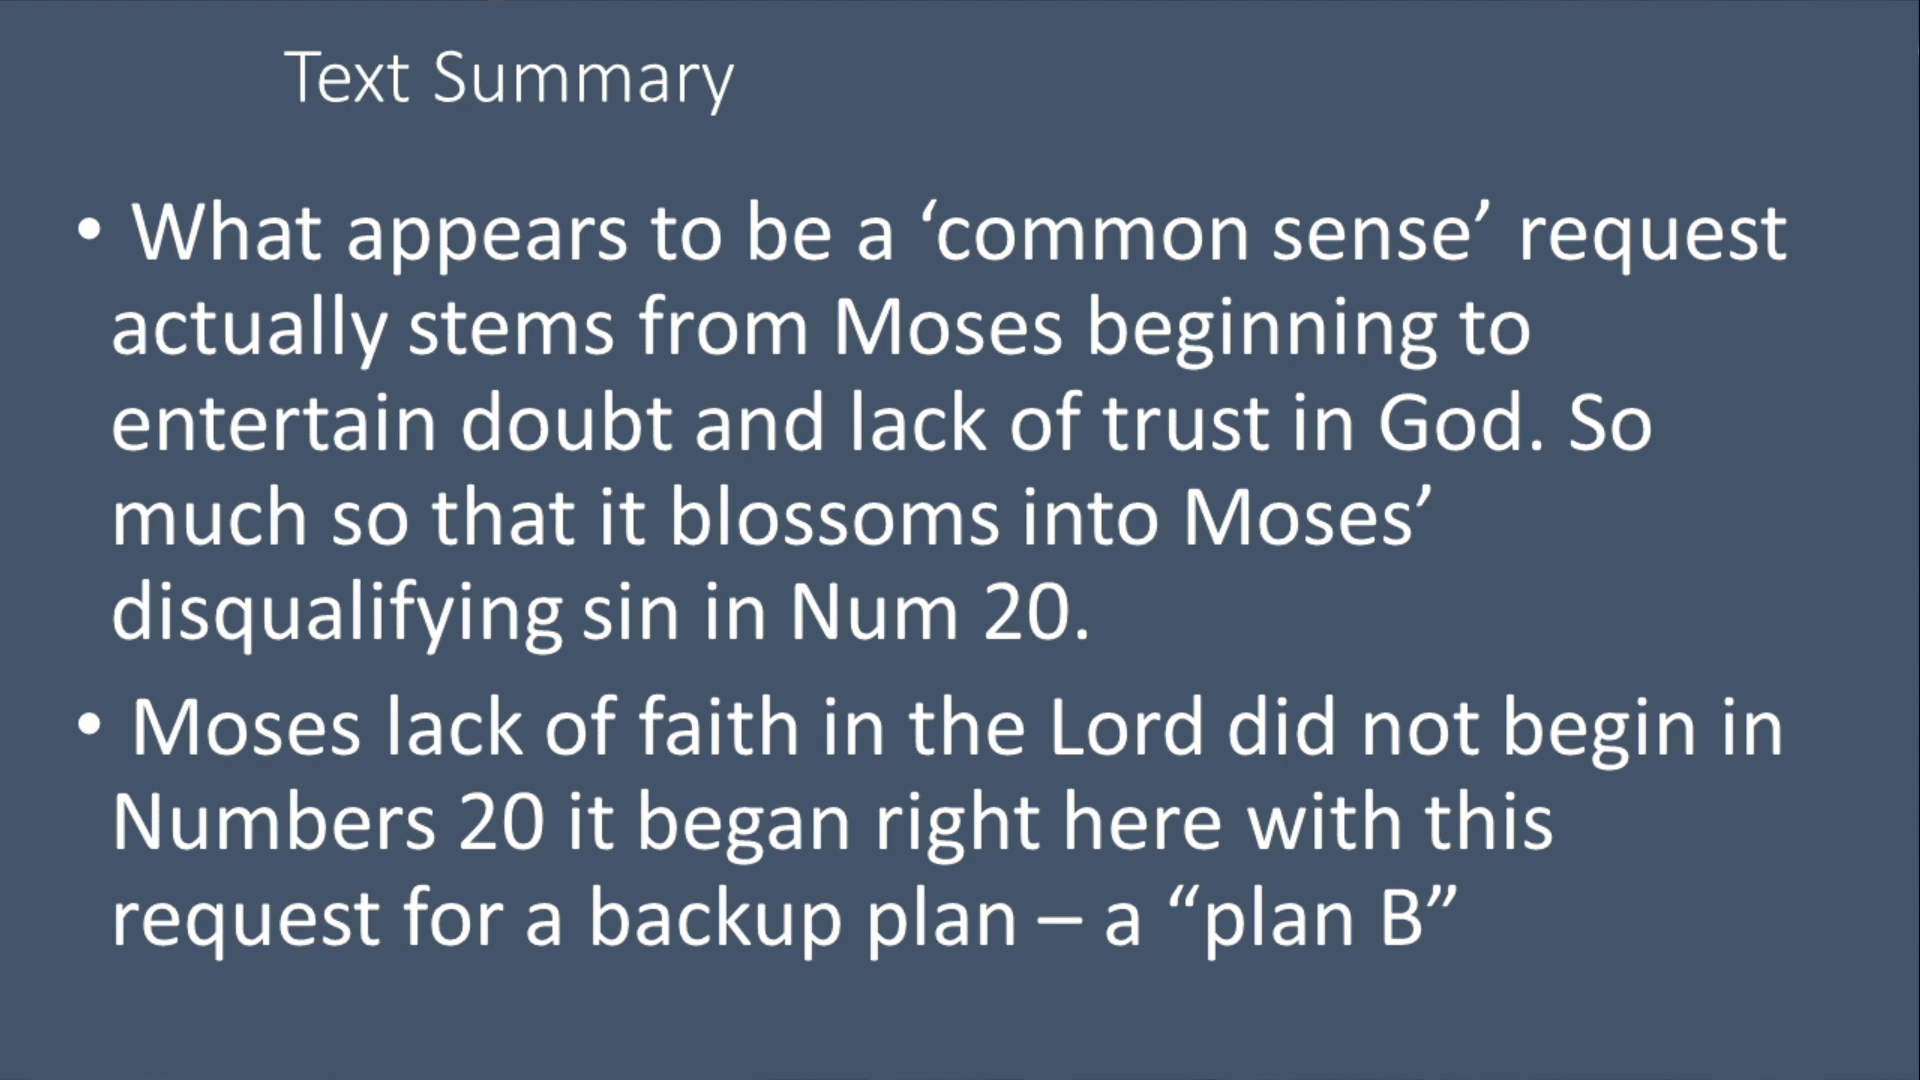 Text Summary
• What appears to be a ‘common sense’ request
actually stems from Moses beginning to
entertain doubt and lack of trust in God. So
much so that it blossoms into Moses’
disqualifying sin in Num 20.
• Moses lack of faith in the Lord did not begin in
Numbers 20 it began right here with this
request for a backup plan – a “plan B”